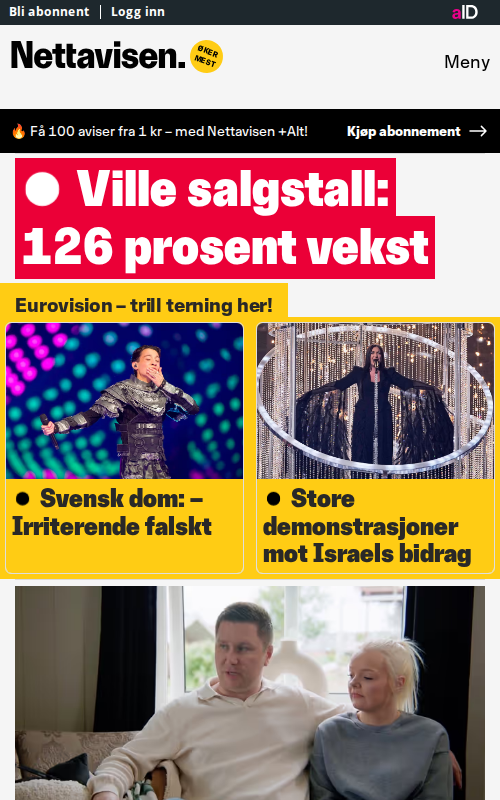 Bli abonnent | Logg inn
aID
Nettavisen.
ØKER
MEST
Meny
🔥 Få 100 aviser fra 1 kr – med Nettavisen +Alt!
Kjøp abonnement →
Ville salgstall:
126 prosent vekst
Eurovision – trill terning her!
Svensk dom: –
Irriterende falskt
Store
demonstrasjoner
mot Israels bidrag